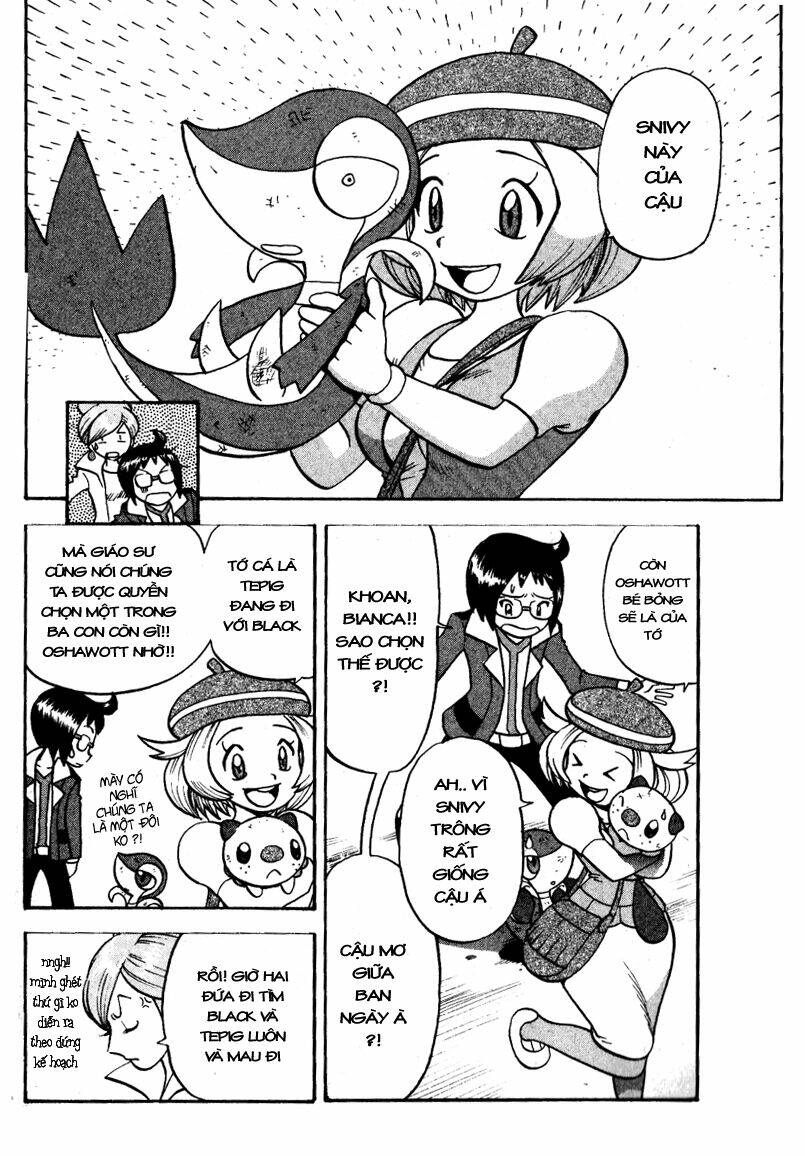 SNIVY
NÀY
CỦA
CẬU
CÒN
OSHAWOTT
BÉ BỎNG
SẼ LÀ CỦA
TỚ
KHOAN,
BIANCA!!
SAO CHỌN
THẾ ĐƯỢC
?!
AH.. VÌ
SNIVY
TRÔNG
RẤT
GIỐNG
CẬU Á
CẬU MƠ
GIỮA
BAN
NGÀY À
?!
TỚ CÁ LÀ
TEPIG
ĐANG ĐI
VỚI BLACK
MÀ GIÁO SƯ
CŨNG NÓI CHÚNG
TA ĐƯỢC QUYỀN
CHỌN MỘT TRONG
BA CON CÒN GÌ!!
OSHAWOTT NHỜ!!
MÀY CÓ
NGHĨ
CHÚNG TA
LÀ MỘT ĐÔI
KO ?!
RỒI! GIỜ HAI
ĐỨA ĐI TÌM
BLACK VÀ
TEPIG LUÔN
VÀ MAU ĐI
nngh!!
mình ghét
thứ gì ko
diễn ra
theo đúng
kế hoạch